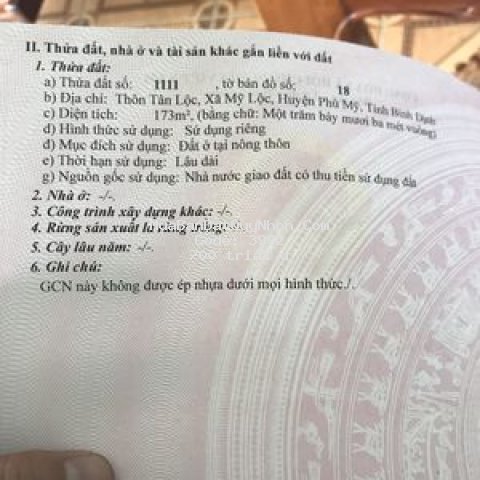 II. Thửa đất, nhà ở và tài sản khác gắn liền với đất
1. Thửa đất:
a) Thửa đất số: 1111 , tờ bản đồ số: 18
b) Địa chỉ: Thôn Tân Lộc, Xã Mỹ Lộc, Huyện Phù Mỹ, Tỉnh Bình Định
c) Diện tích: 173m², (bằng chữ: Một trăm bảy mươi ba mét vuông)
d) Hình thức sử dụng: Sử dụng riêng
đ) Mục đích sử dụng: Đất ở tại nông thôn
e) Thời hạn sử dụng: Lâu dài
g) Nguồn gốc sử dụng: Nhà nước giao đất có thu tiền sử dụng đất
2. Nhà ở: -/-.
3. Công trình xây dựng khác: -/-.
4. Rừng sản xuất là rừng trồng:
5. Cây lâu năm: -/-.
6. Ghi chú:
GCN này không được ép nhựa dưới mọi hình thức./.